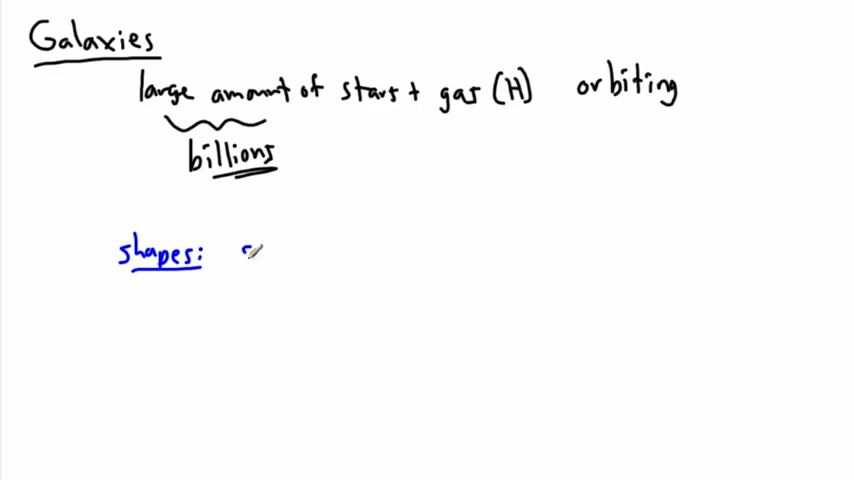 Galaxies
large amount of stars + gas (H) orbiting
billions
shapes: